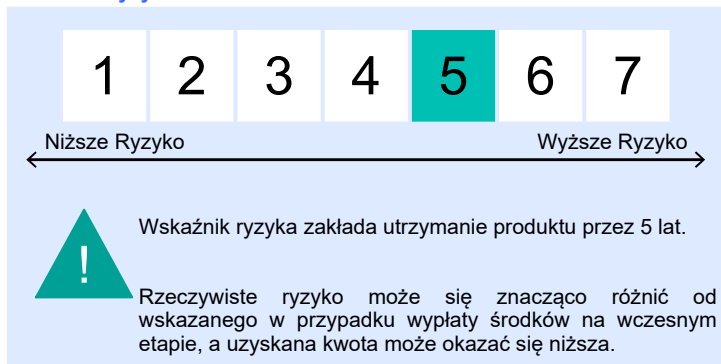 1 2 3 4 5 6 7
Niższe Ryzyko Wyższe Ryzyko
Wskaźnik ryzyka zakłada utrzymanie produktu przez 5 lat.
!
Rzeczywiste ryzyko może się znacząco różnić od
wskazanego w przypadku wypłaty środków na wczesnym
etapie, a uzyskana kwota może okazać się niższa.